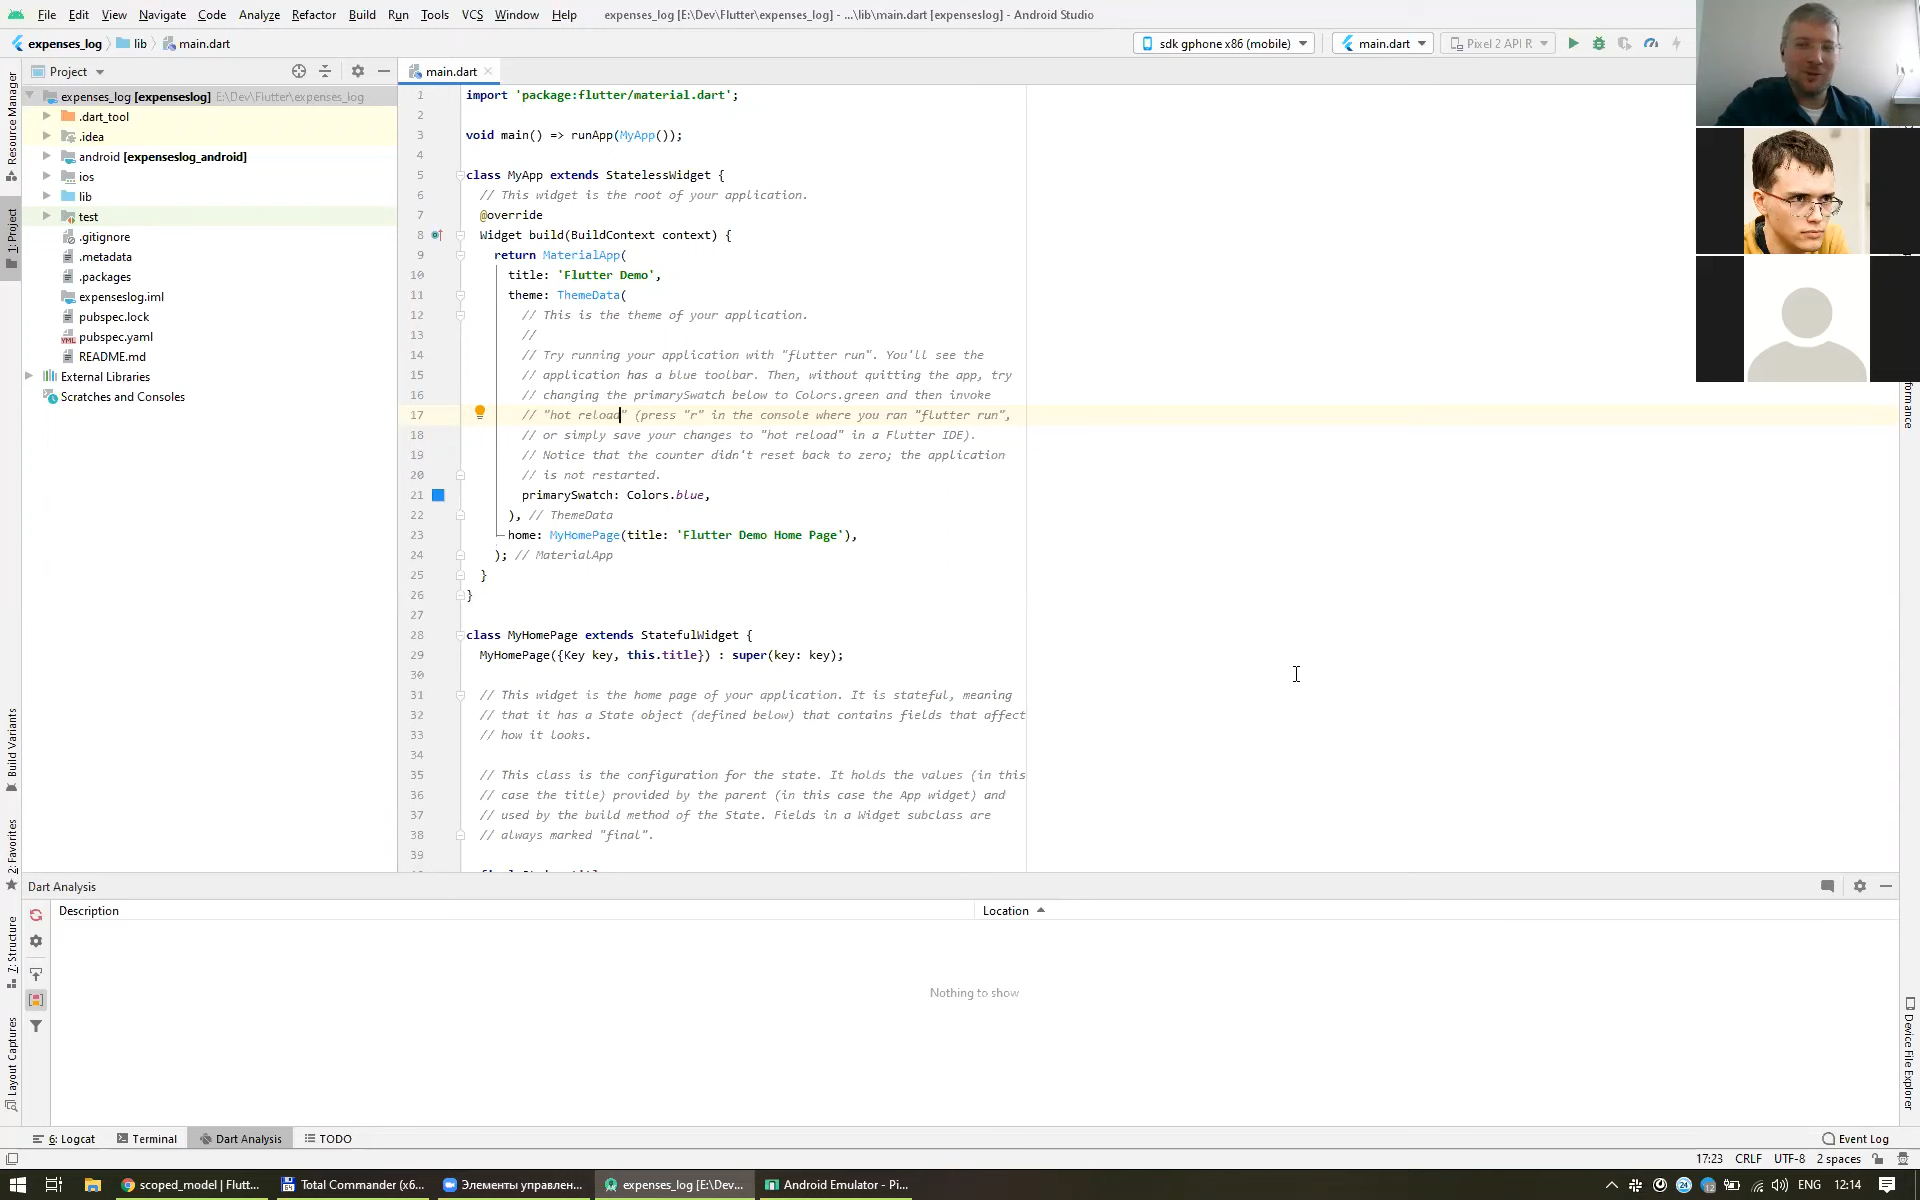 File Edit View Navigate Code Analyze Refactor Build Run Tools VCS Window Help expenses_log [E:\Dev\Flutter\expenses_log] - ...\lib\main.dart [expenseslog] - Android Studio
expenses_log lib main.dart sdk gphone x86 (mobile) main.dart Pixel 2 API R
Project main.dart
Resource Manager
1: Project
Build Variants
2: Favorites
7: Structure
Layout Captures
expenses_log [expenseslog] E:\Dev\Flutter\expenses_log
.dart_tool
.idea
android [expenseslog_android]
ios
lib
test
.gitignore
.metadata
.packages
expenseslog.iml
pubspec.lock
pubspec.yaml
README.md
External Libraries
Scratches and Consoles
1 import 'package:flutter/material.dart';
2
3 void main() => runApp(MyApp());
4
5 class MyApp extends StatelessWidget {
6 // This widget is the root of your application.
7 @override
8 Widget build(BuildContext context) {
9 return MaterialApp(
10 title: 'Flutter Demo',
11 theme: ThemeData(
12 // This is the theme of your application.
13 //
14 // Try running your application with "flutter run". You'll see the
15 // application has a blue toolbar. Then, without quitting the app, try
16 // changing the primarySwatch below to Colors.green and then invoke
17 // "hot reload" (press "r" in the console where you ran "flutter run",
18 // or simply save your changes to "hot reload" in a Flutter IDE).
19 // Notice that the counter didn't reset back to zero; the application
20 // is not restarted.
21 primarySwatch: Colors.blue,
22 ), // ThemeData
23 home: MyHomePage(title: 'Flutter Demo Home Page'),
24 ); // MaterialApp
25 }
26 }
27
28 class MyHomePage extends StatefulWidget {
29 MyHomePage({Key key, this.title}) : super(key: key);
30
31 // This widget is the home page of your application. It is stateful, meaning
32 // that it has a State object (defined below) that contains fields that affect
33 // how it looks.
34
35 // This class is the configuration for the state. It holds the values (in this
36 // case the title) provided by the parent (in this case the App widget) and
37 // used by the build method of the State. Fields in a Widget subclass are
38 // always marked "final".
39
Device File Explorer
Dart Analysis
Description Location
Nothing to show
6: Logcat Terminal Dart Analysis TODO Event Log
17:23 CRLF UTF-8 2 spaces
scoped_model | Flutt... Total Commander (x6... Элементы управлен... expenses_log [E:\Dev... Android Emulator - Pi... ENG 12:14